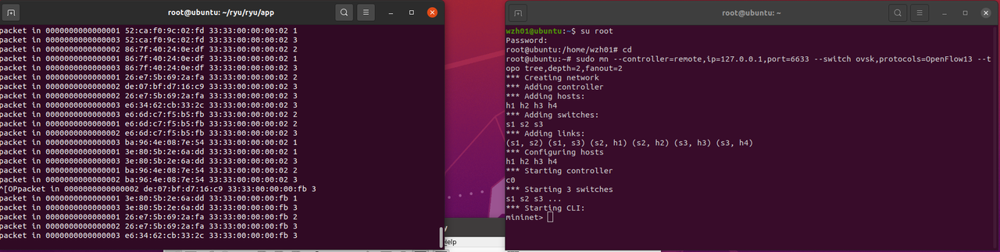 root@ubuntu: ~/ryu/ryu/app
packet in 0000000000000001 52:ca:f0:9c:02:fd 33:33:00:00:00:02 1
packet in 0000000000000002 86:7f:40:24:0e:df 33:33:00:00:00:02 2
packet in 0000000000000001 86:7f:40:24:0e:df 33:33:00:00:00:02 1
packet in 0000000000000003 86:7f:40:24:0e:df 33:33:00:00:00:02 3
packet in 0000000000000001 26:e7:5b:69:2a:fa 33:33:00:00:00:02 2
packet in 0000000000000002 de:07:bf:d7:16:c9 33:33:00:00:00:02 3
packet in 0000000000000002 26:e7:5b:69:2a:fa 33:33:00:00:00:02 3
packet in 0000000000000003 e6:34:62:cb:33:2c 33:33:00:00:00:02 3
packet in 0000000000000003 e6:6d:c7:f5:b5:fb 33:33:00:00:00:02 2
packet in 0000000000000001 e6:6d:c7:f5:b5:fb 33:33:00:00:00:02 2
packet in 0000000000000002 e6:6d:c7:f5:b5:fb 33:33:00:00:00:02 3
packet in 0000000000000003 ba:96:4e:08:7e:54 33:33:00:00:00:02 1
packet in 0000000000000001 3e:80:5b:2e:6a:dd 33:33:00:00:00:02 1
packet in 0000000000000003 3e:80:5b:2e:6a:dd 33:33:00:00:00:02 3
packet in 0000000000000001 ba:96:4e:08:7e:54 33:33:00:00:00:02 2
packet in 0000000000000002 ba:96:4e:08:7e:54 33:33:00:00:00:02 3
^[OPpacket in 0000000000000002 de:07:bf:d7:16:c9 33:33:00:00:00:fb 3
packet in 0000000000000001 3e:80:5b:2e:6a:dd 33:33:00:00:00:fb 1
packet in 0000000000000003 3e:80:5b:2e:6a:dd 33:33:00:00:00:fb 3
packet in 0000000000000001 26:e7:5b:69:2a:fa 33:33:00:00:00:fb 2
packet in 0000000000000002 26:e7:5b:69:2a:fa 33:33:00:00:00:fb 3
packet in 0000000000000003 e6:34:62:cb:33:2c 33:33:00:00:00:fb 3
root@ubuntu: ~
wzh01@ubuntu:~$ su root
Password:
root@ubuntu:/home/wzh01# cd
root@ubuntu:~# sudo mn --controller=remote,ip=127.0.0.1,port=6633 --switch ovsk,protocols=OpenFlow13 --t
opo tree,depth=2,fanout=2
*** Creating network
*** Adding controller
*** Adding hosts:
h1 h2 h3 h4
*** Adding switches:
s1 s2 s3
*** Adding links:
(s1, s2) (s1, s3) (s2, h1) (s2, h2) (s3, h3) (s3, h4)
*** Configuring hosts
h1 h2 h3 h4
*** Starting controller
c0
*** Starting 3 switches
s1 s2 s3 ...
*** Starting CLI:
mininet>
Help